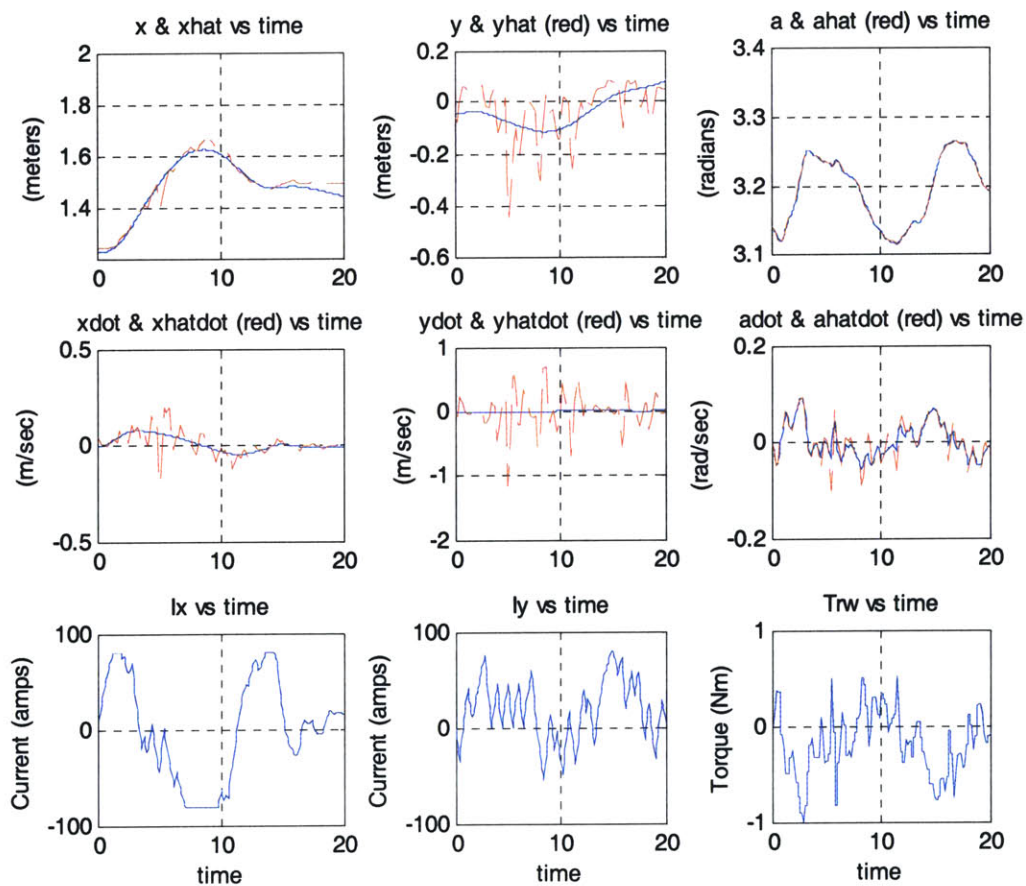 x & xhat vs time
y & yhat (red) vs time
a & ahat (red) vs time
(meters)
2
1.8
1.6
1.4
0
10
20
(meters)
0.2
0
-0.2
-0.4
-0.6
0
10
20
(radians)
3.4
3.3
3.2
3.1
0
10
20
xdot & xhatdot (red) vs time
ydot & yhatdot (red) vs time
adot & ahatdot (red) vs time
(m/sec)
0.5
0
-0.5
0
10
20
(m/sec)
1
0
-1
-2
0
10
20
(rad/sec)
0.2
0
-0.2
0
10
20
Ix vs time
Iy vs time
Trw vs time
Current (amps)
100
0
-100
0
10
20
time
Current (amps)
100
0
-100
0
10
20
time
Torque (Nm)
1
0
-1
0
10
20
time